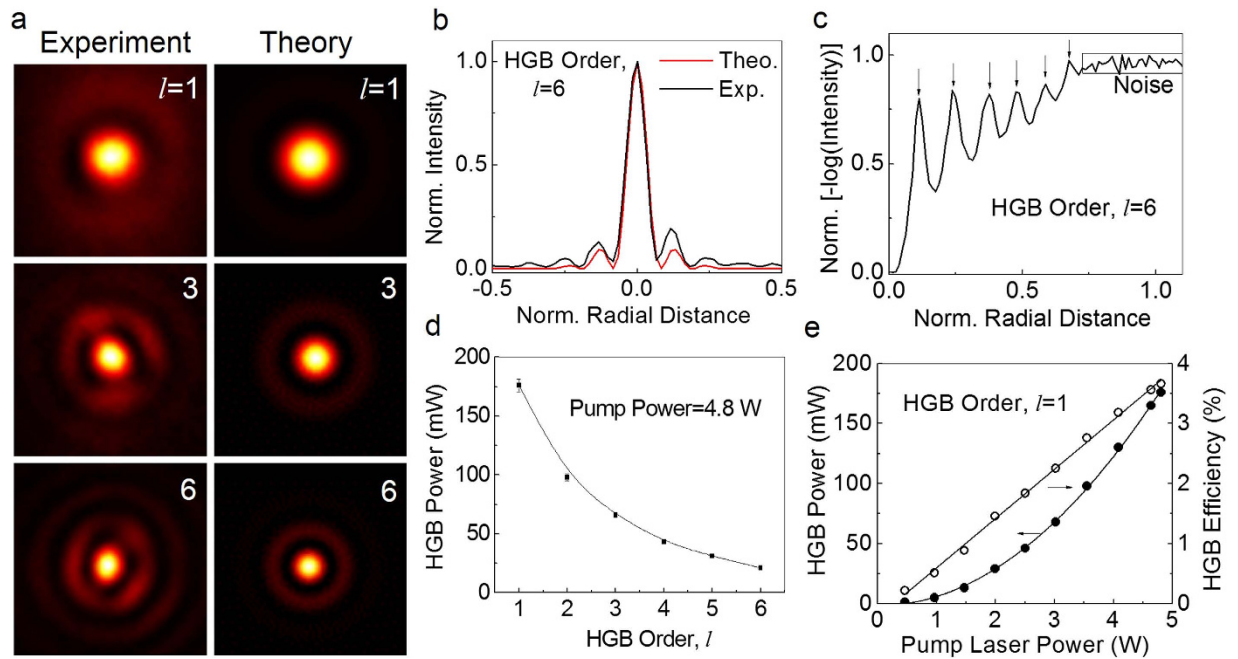 a
Experiment Theory
l=1 l=1
3 3
6 6
b
HGB Order,
l=6
Theo.
Exp.
Norm. Intensity
1.0
0.5
0.0
-0.5 0.0 0.5
Norm. Radial Distance
c
Norm. [-log(Intensity)]
1.0
0.5
0.0
Noise
HGB Order, l=6
0.0 0.5 1.0
Norm. Radial Distance
d
HGB Power (mW)
200
150
100
50
0
Pump Power=4.8 W
1 2 3 4 5 6
HGB Order, l
e
HGB Power (mW)
200
150
100
50
0
HGB Order, l=1
4
3
2
1
0
HGB Efficiency (%)
0 1 2 3 4 5
Pump Laser Power (W)